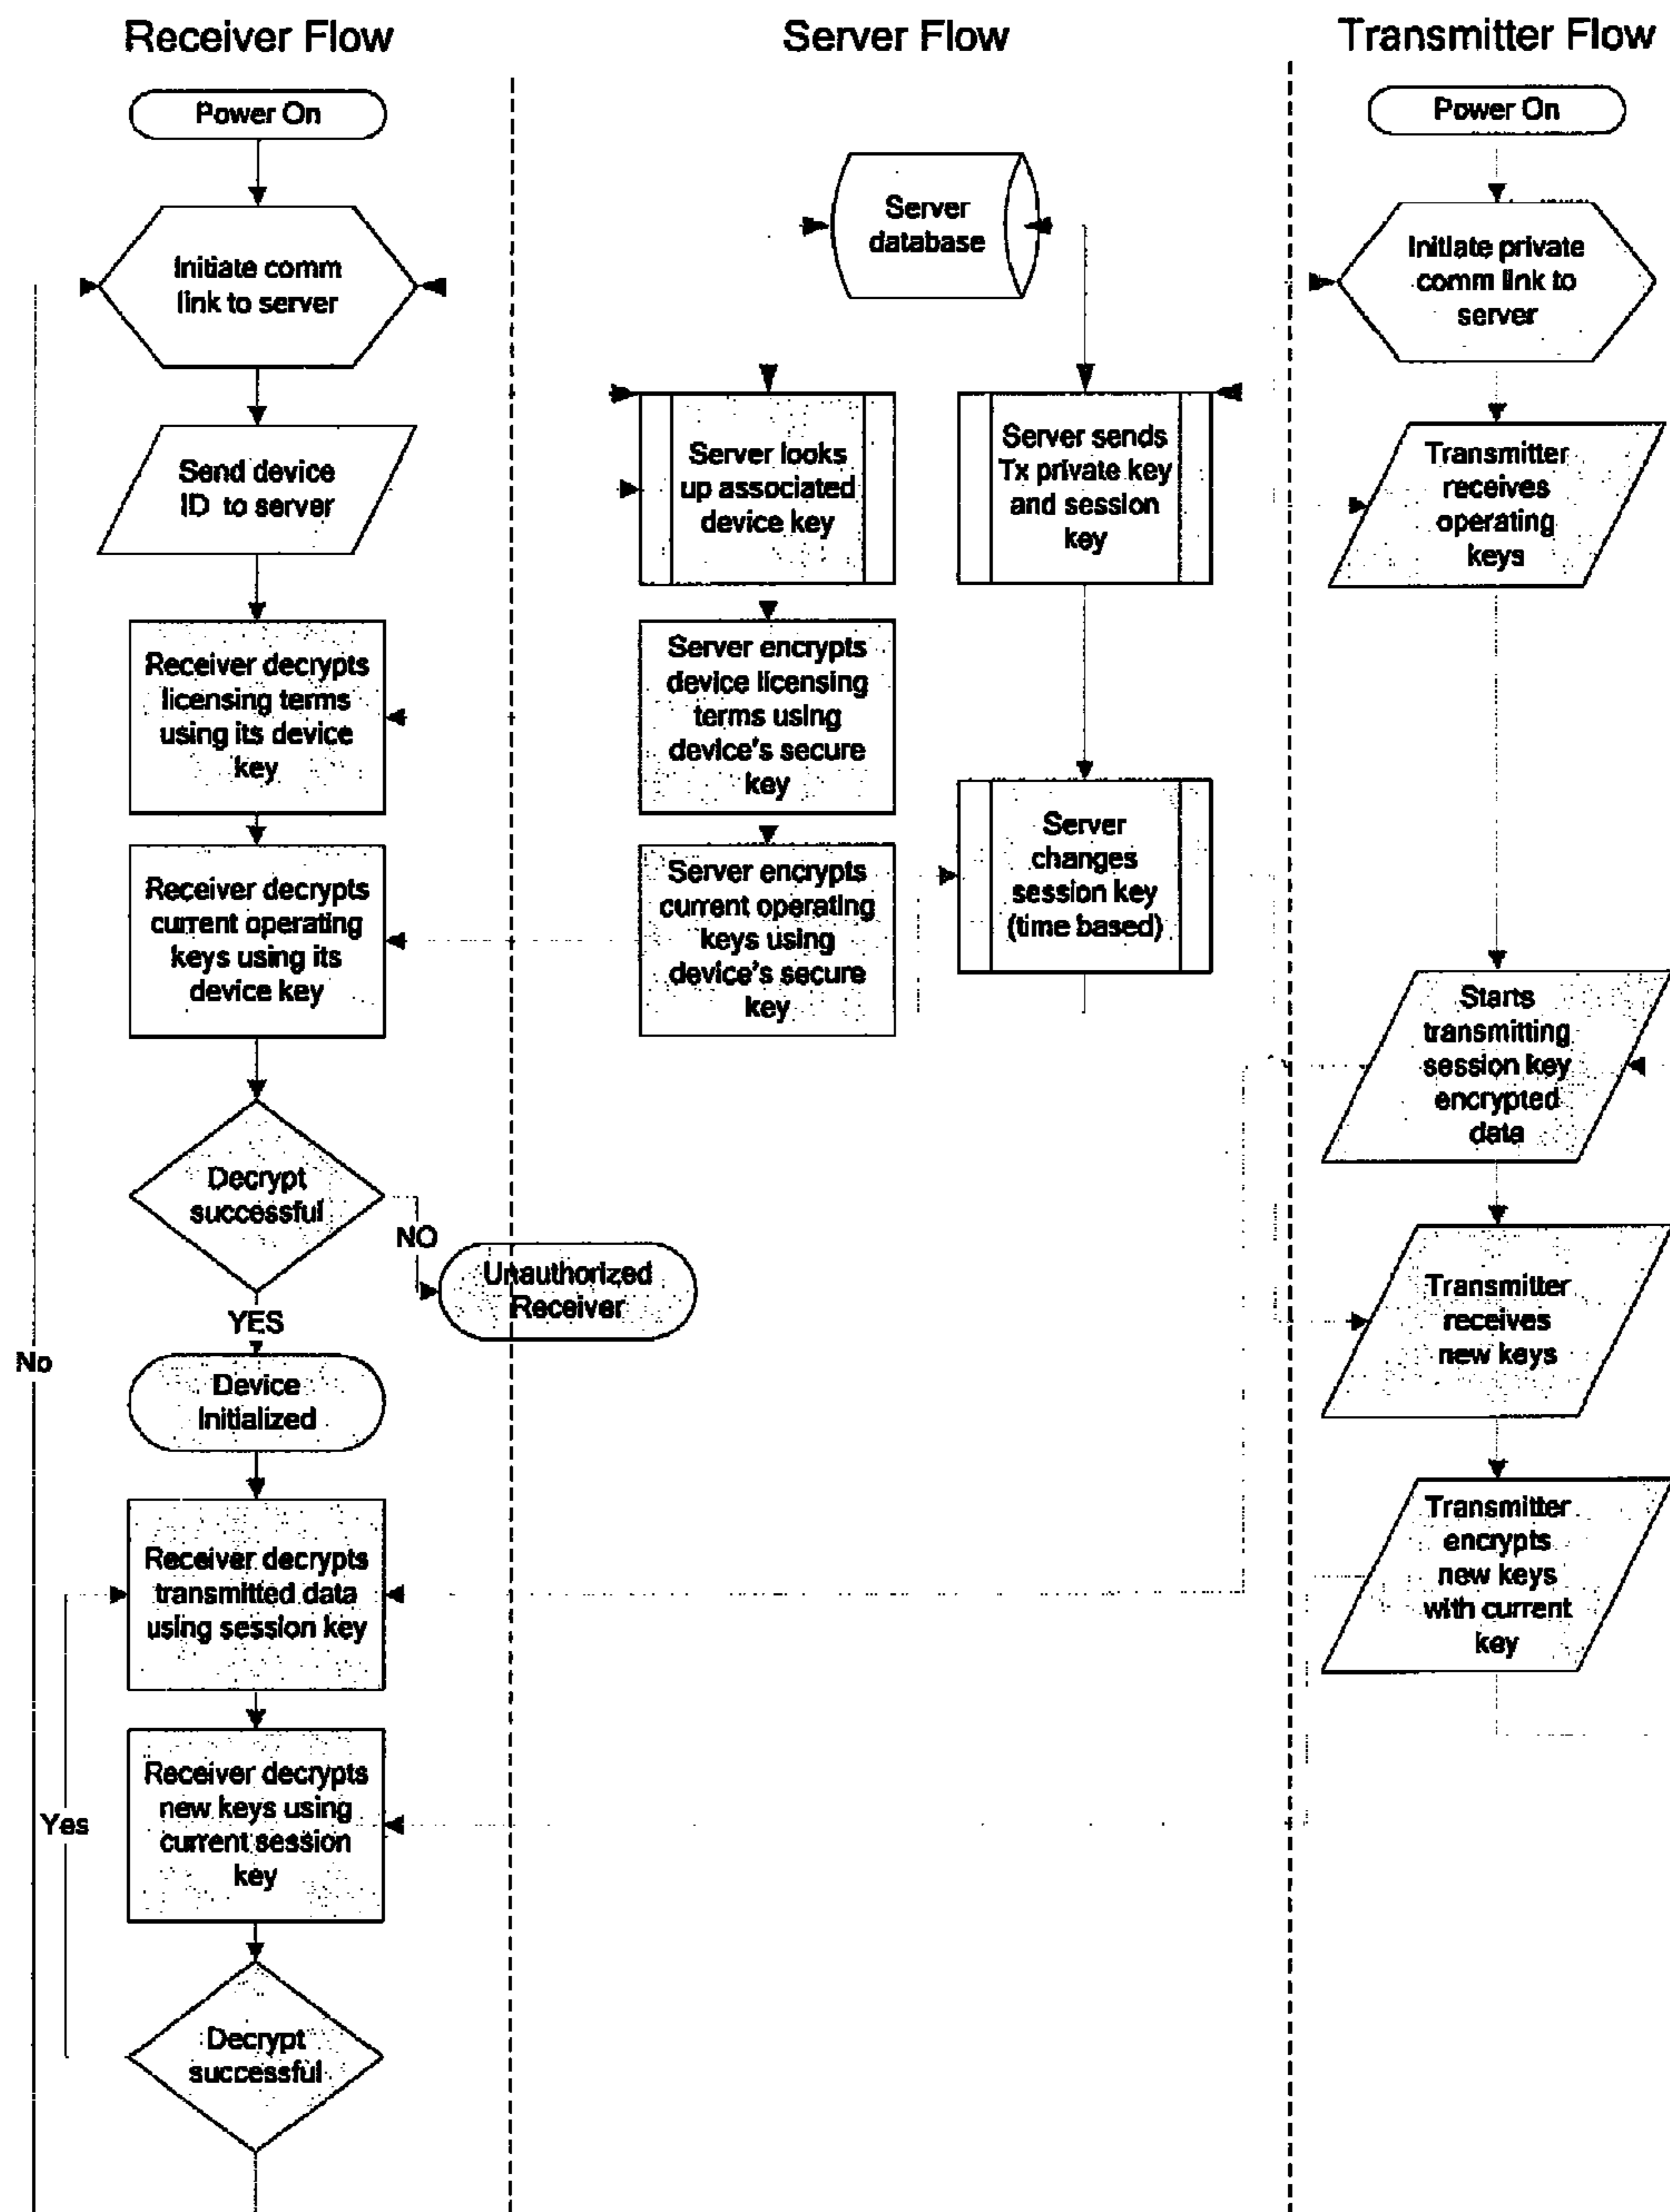 Receiver Flow
Server Flow
Transmitter Flow
Power On
Initiate comm
link to server
Send device
ID to server
Receiver decrypts
licensing terms
using its device
key
Receiver decrypts
current operating
keys using its
device key
Decrypt
successful
NO
Unauthorized
Receiver
YES
No
Device
Initialized
Receiver decrypts
transmitted data
using session key
Receiver decrypts
new keys using
current session
key
Yes
Decrypt
successful
Server
database
Server looks
up associated
device key
Server encrypts
device licensing
terms using
device's secure
key
Server encrypts
current operating
keys using
device's secure
key
Server sends
Tx private key
and session
key
Server
changes
session key
(time based)
Power On
Initiate private
comm link to
server
Transmitter
receives
operating
keys
Starts
transmitting
session key
encrypted
data
Transmitter
receives
new keys
Transmitter
encrypts
new keys
with current
key